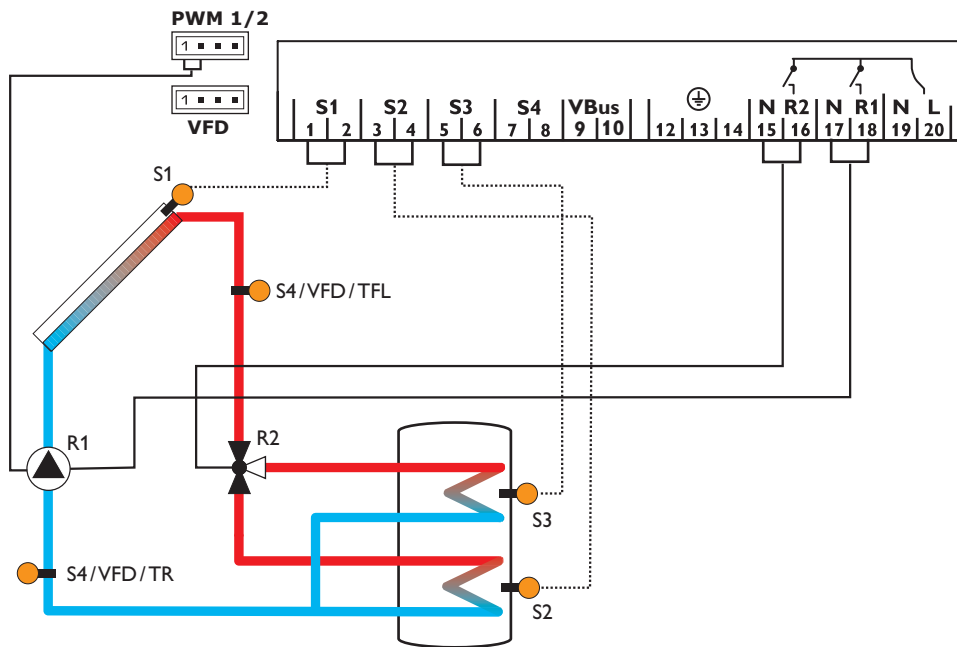 PWM 1/2
1
1
VFD
S1 S2 S3 S4 VBus N R2 N R1 N L
1 2 3 4 5 6 7 8 9 10 12 13 14 15 16 17 18 19 20
S1
S4/VFD/TFL
R1
R2
S3
S4/VFD/TR
S2